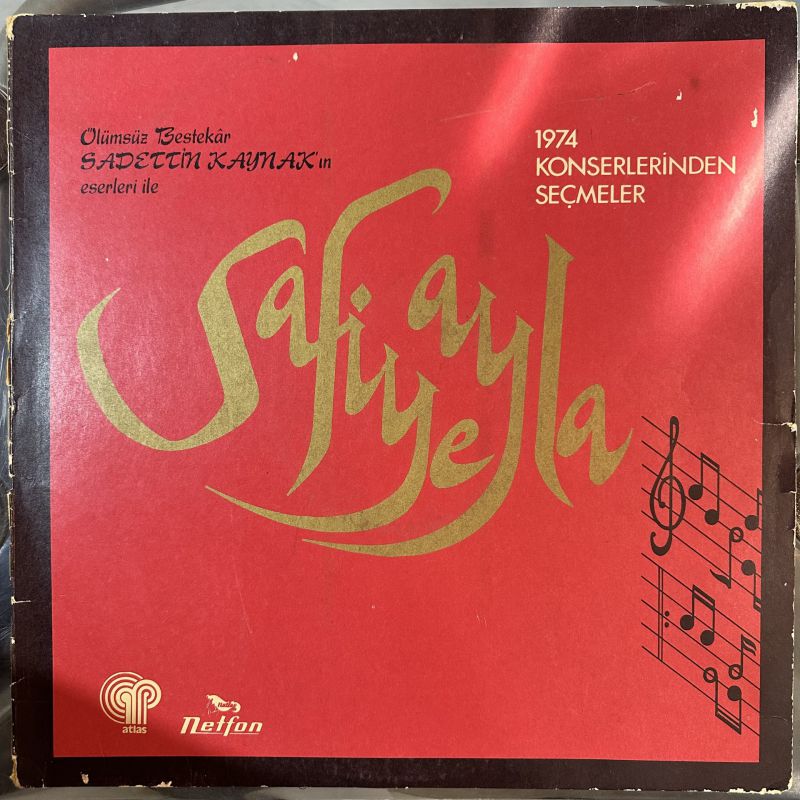 Ölümsüz Bestekâr
SADETTİN KAYNAK'ın
eserleri ile
1974
KONSERLERİNDEN
SEÇMELER
Safiye ayla
atlas
Netfon